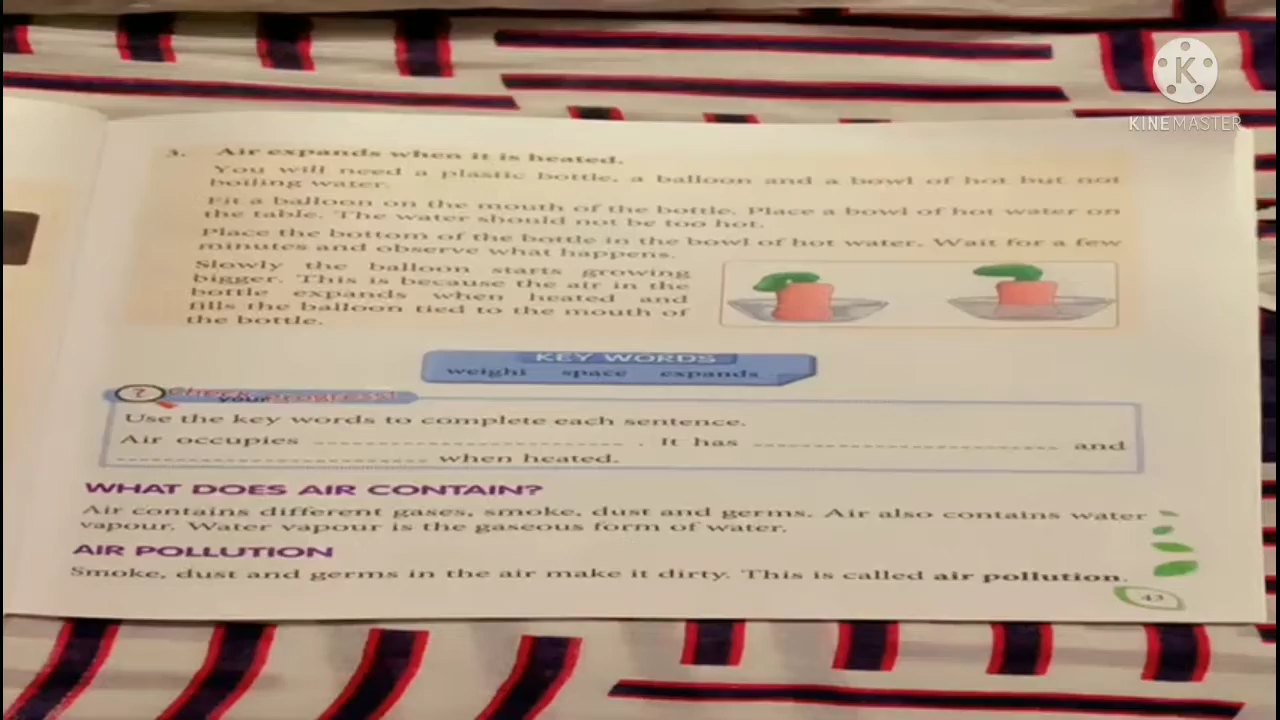 KINEMASTER
3. Air expands when it is heated.
You will need a plastic bottle, a balloon and a bowl of hot but not
boiling water.
Fit a balloon on the mouth of the bottle. Place a bowl of hot water on
the table. The water should not be too hot.
Place the bottom of the bottle in the bowl of hot water. Wait for a few
minutes and observe what happens.
Slowly the balloon starts growing
bigger. This is because the air in the
bottle expands when heated and
fills the balloon tied to the mouth of
the bottle.
KEY WORDS
weight space expands
? Check your progress!
Use the key words to complete each sentence.
Air occupies ------------------------------ . It has ------------------------------ and
------------------------------ when heated.
WHAT DOES AIR CONTAIN?
Air contains different gases, smoke, dust and germs. Air also contains water
vapour. Water vapour is the gaseous form of water.
AIR POLLUTION
Smoke, dust and germs in the air make it dirty. This is called air pollution.
43